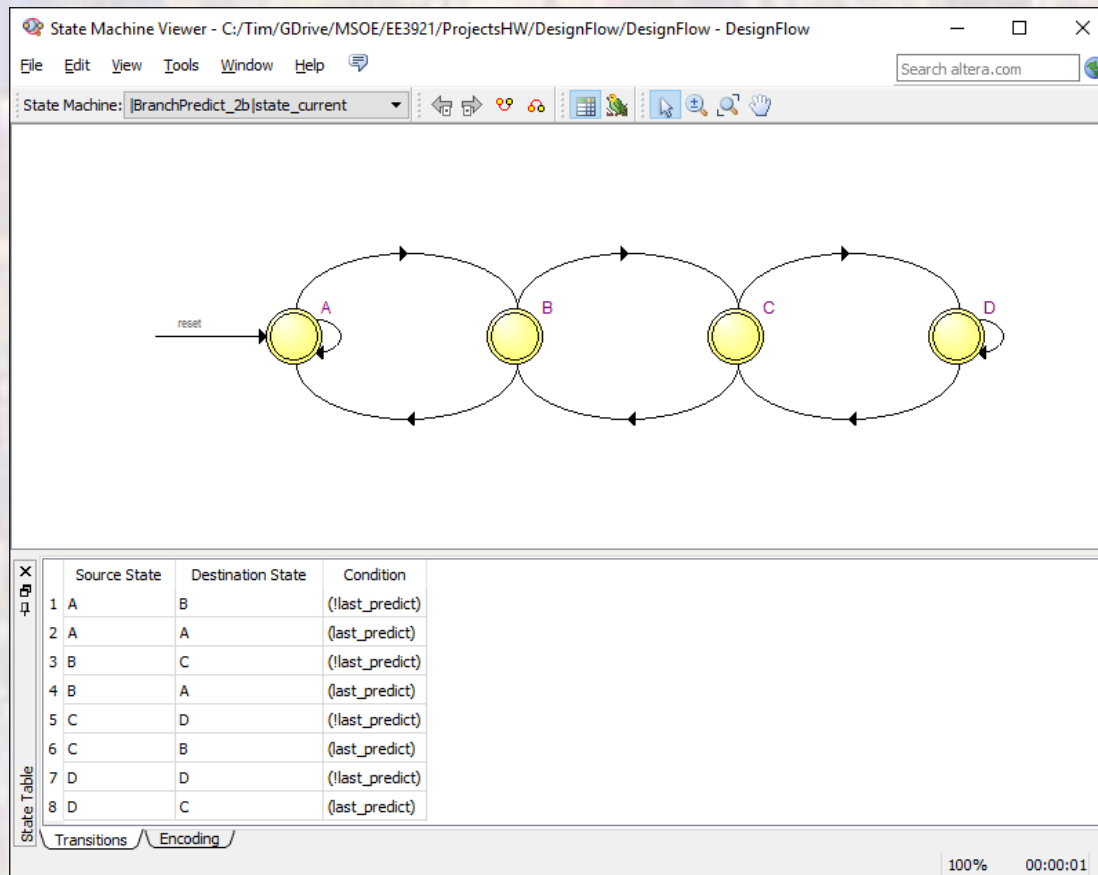 State Machine Viewer - C:/Tim/GDrive/MSOE/EE3921/ProjectsHW/DesignFlow/DesignFlow - DesignFlow
File Edit View Tools Window Help
Search altera.com
State Machine: |BranchPredict_2b|state_current
reset
A
B
C
D
Source State Destination State Condition
1 A B (!last_predict)
2 A A (last_predict)
3 B C (!last_predict)
4 B A (last_predict)
5 C D (!last_predict)
6 C B (last_predict)
7 D D (!last_predict)
8 D C (last_predict)
State Table
Transitions Encoding
100% 00:00:01